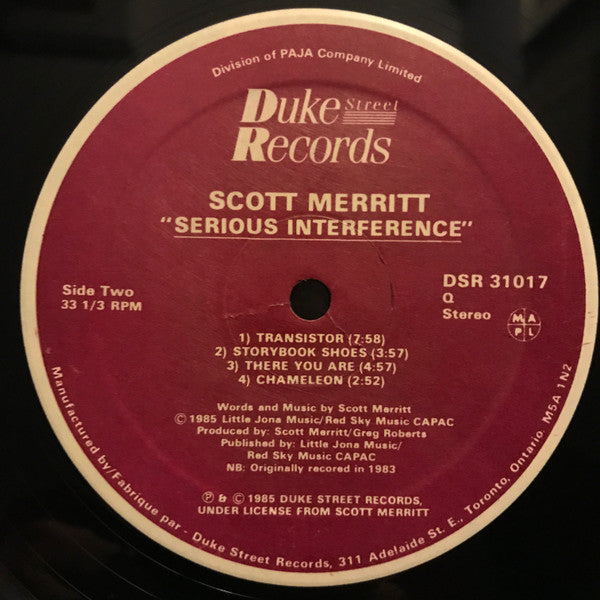 Division of PAJA Company Limited
Duke Street
Records
SCOTT MERRITT
"SERIOUS INTERFERENCE"
Side Two
33 1/3 RPM
DSR 31017
Q
Stereo
M A
P L
1) TRANSISTOR (7:58)
2) STORYBOOK SHOES (3:57)
3) THERE YOU ARE (4:57)
4) CHAMELEON (2:52)
Words and Music by Scott Merritt
© 1985 Little Jona Music/Red Sky Music CAPAC
Produced by: Scott Merritt/Greg Roberts
Published by: Little Jona Music/
Red Sky Music CAPAC
NB: Originally recored in 1983
℗ & © 1985 DUKE STREET RECORDS,
UNDER LICENSE FROM SCOTT MERRITT
Manufactured by/Fabrique par - Duke Street Records, 311 Adelaide St. E., Toronto, Ontario. M5A 1N2